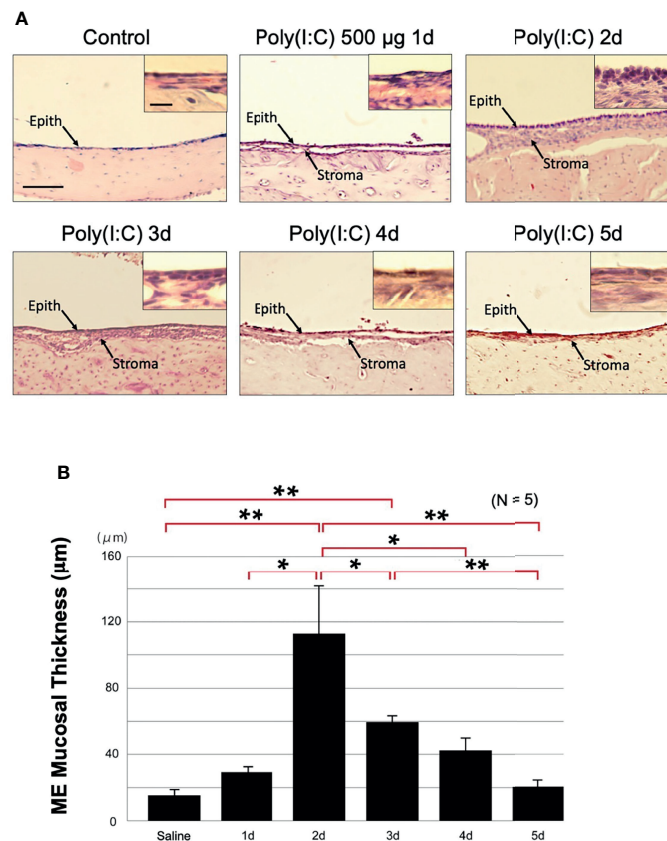 A
Control
Poly(I:C) 500 µg 1d
Poly(I:C) 2d
Epith
Epith
Stroma
Epith
Stroma
Poly(I:C) 3d
Poly(I:C) 4d
Poly(I:C) 5d
Epith
Stroma
Epith
Stroma
Epith
Stroma
B
(N = 5)
**
** **
*
* * **
(μm)
ME Mucosal Thickness (µm)
160
120
80
40
0
Saline 1d 2d 3d 4d 5d